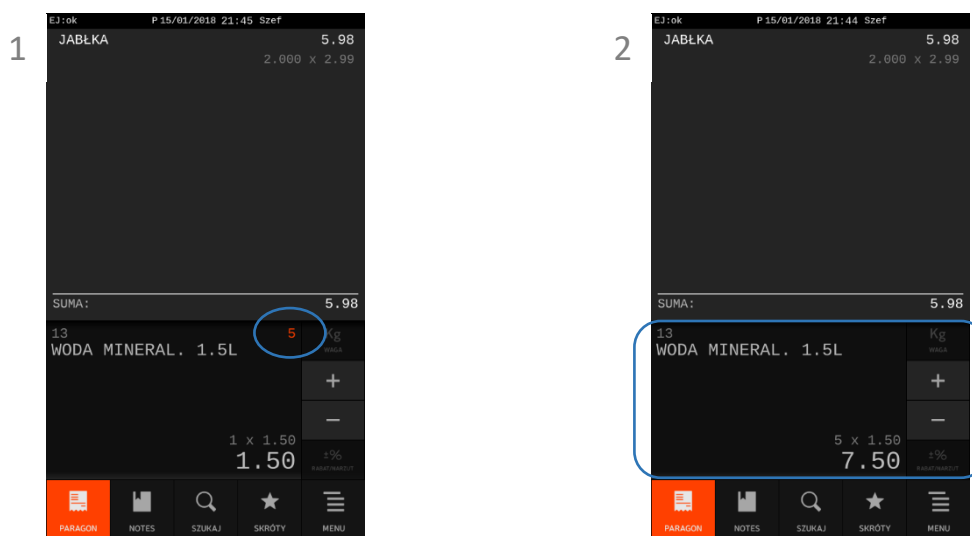 1
EJ:ok P 15/01/2018 21:45 Szef
JABŁKA 5.98
2.000 x 2.99
SUMA: 5.98
13 5
WODA MINERAL. 1.5L
Kg
WAGA
+
−
1 x 1.50
1.50
±%
RABAT/NARZUT
PARAGON NOTES SZUKAJ SKRÓTY MENU
2
EJ:ok P 15/01/2018 21:44 Szef
JABŁKA 5.98
2.000 x 2.99
SUMA: 5.98
13
WODA MINERAL. 1.5L
Kg
WAGA
+
−
5 x 1.50
7.50
±%
RABAT/NARZUT
PARAGON NOTES SZUKAJ SKRÓTY MENU